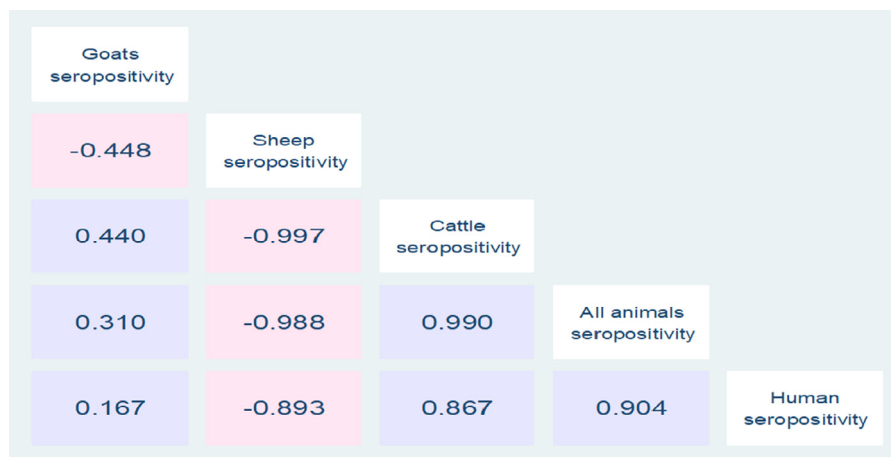 Goats
seropositivity
-0.448
Sheep
seropositivity
0.440
-0.997
Cattle
seropositivity
0.310
-0.988
0.990
All animals
seropositivity
0.167
-0.893
0.867
0.904
Human
seropositivity